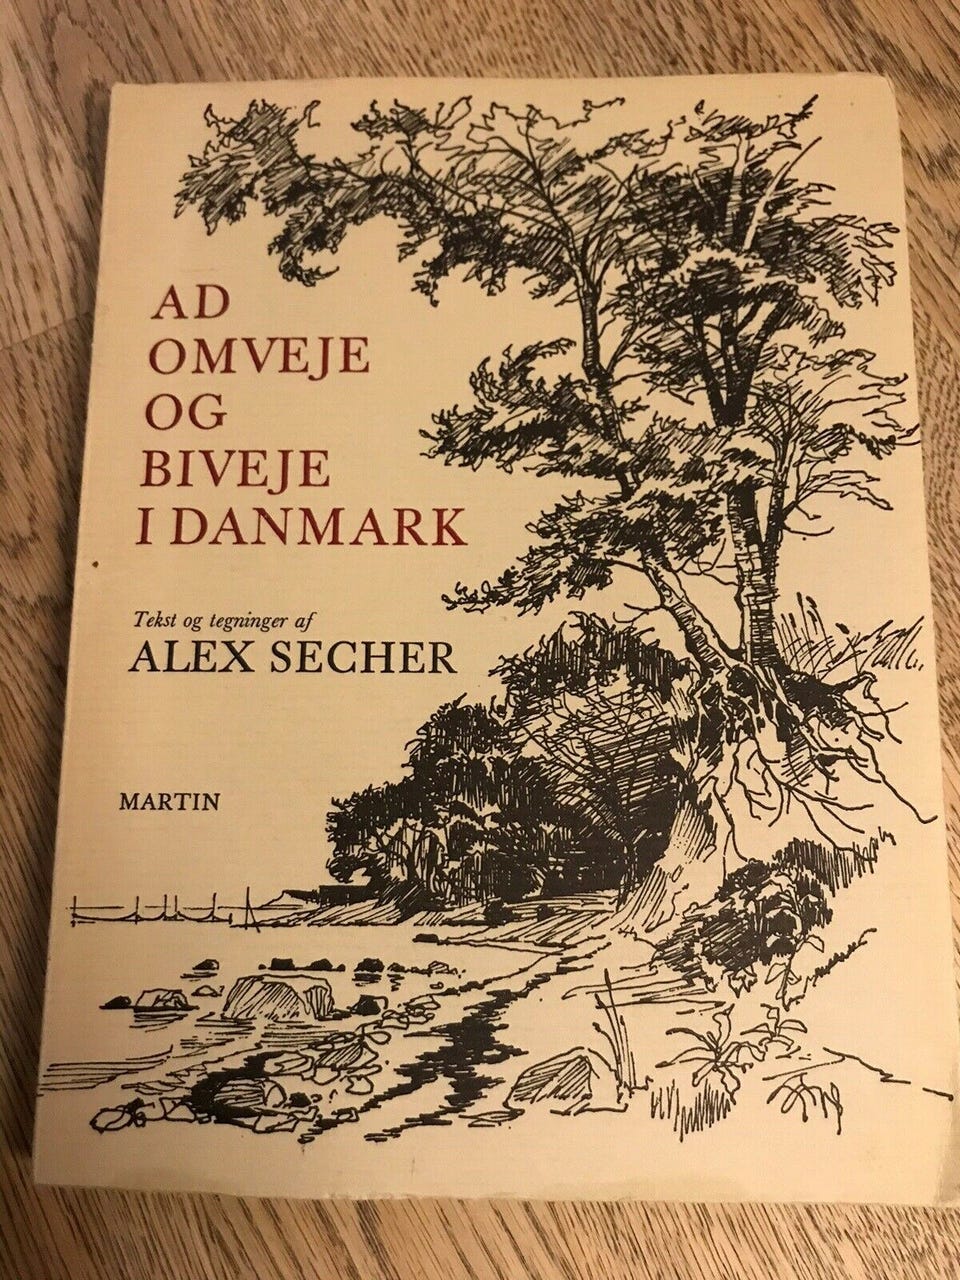 AD
OMVEJE
OG
BIVEJE
I DANMARK
Tekst og tegninger af
ALEX SECHER
MARTIN